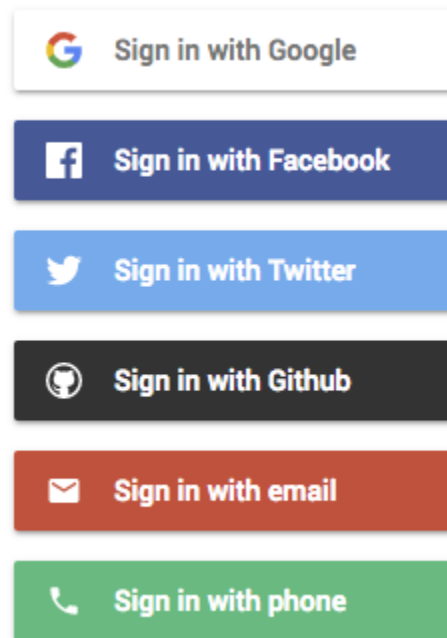 Sign in with Google
Sign in with Facebook
Sign in with Twitter
Sign in with Github
Sign in with email
Sign in with phone